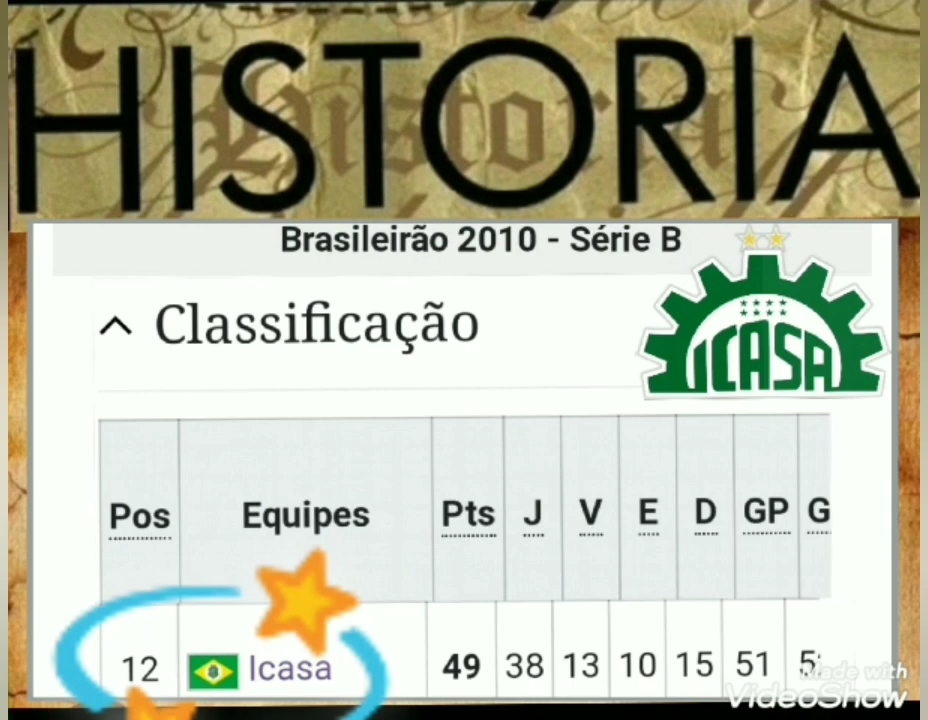 HISTÓRIA
História
Brasileirão 2010 - Série B
ICASA
Classificação
Pos Equipes Pts J V E D GP G
12 Icasa 49 38 13 10 15 51
Made with
VideoShow